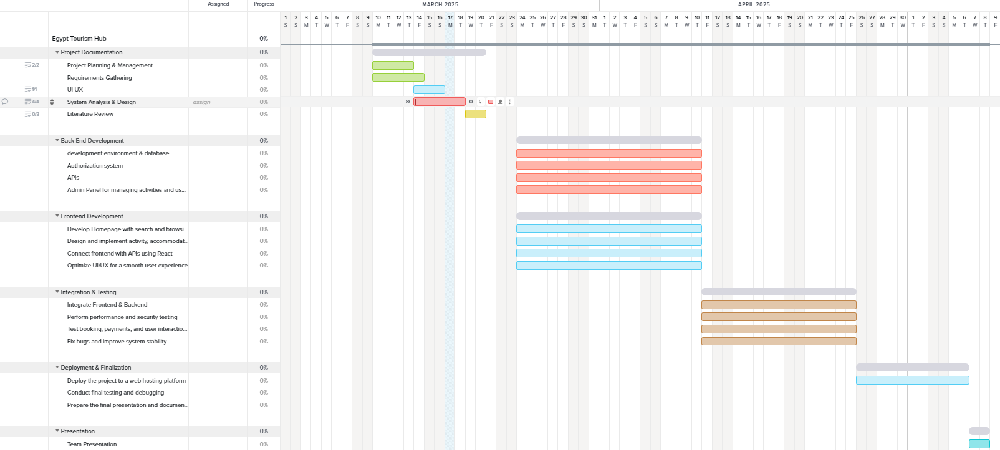 Assigned Progress MARCH 2025 APRIL 2025
1 2 3 4 5 6 7 8 9 10 11 12 13 14 15 16 17 18 19 20 21 22 23 24 25 26 27 28 29 30 31 1 2 3 4 5 6 7 8 9 10 11 12 13 14 15 16 17 18 19 20 21 22 23 24 25 26 27 28 29 30 1 2 3 4 5 6 7 8 9
S S M T W T F S S M T W T F S S M T W T F S S M T W T F S S M T W T F S S M T W T F S S M T W T F S S M T W T F S S M T W T F S S M T W T F
Egypt Tourism Hub 0%
Project Documentation 0%
2/2 Project Planning & Management 0%
Requirements Gathering 0%
1/1 UI UX 0%
4/4 System Analysis & Design assign 0%
0/3 Literature Review 0%
Back End Development 0%
development environment & database 0%
Authorization system 0%
APIs 0%
Admin Panel for managing activities and us... 0%
Frontend Development 0%
Develop Homepage with search and browsi... 0%
Design and implement activity, accommodat... 0%
Connect frontend with APIs using React 0%
Optimize UI/UX for a smooth user experience 0%
Integration & Testing 0%
Integrate Frontend & Backend 0%
Perform performance and security testing 0%
Test booking, payments, and user interactio... 0%
Fix bugs and improve system stability 0%
Deployment & Finalization 0%
Deploy the project to a web hosting platform 0%
Conduct final testing and debugging 0%
Prepare the final presentation and documen... 0%
Presentation 0%
Team Presentation 0%